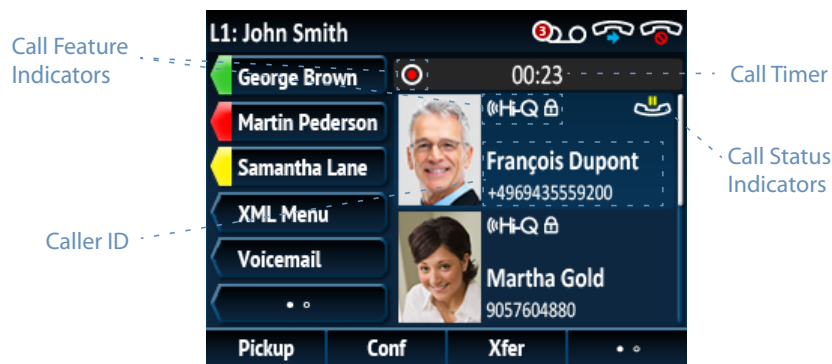 L1: John Smith
3
Call Feature
Indicators
George Brown
00:23
Call Timer
Martin Pederson
Hi-Q
Samantha Lane
François Dupont
+4969435559200
Call Status
Indicators
XML Menu
Hi-Q
Caller ID
Voicemail
Martha Gold
9057604880
Pickup
Conf
Xfer